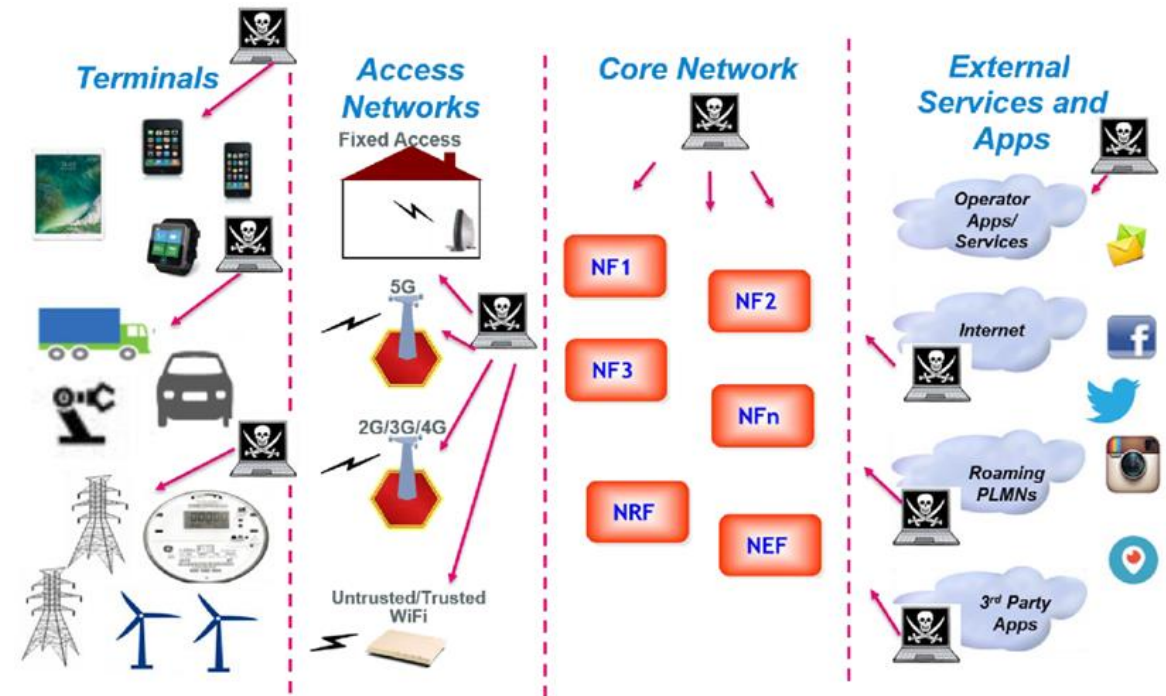 Terminals
Access
Networks
Fixed Access
5G
2G/3G/4G
Untrusted/Trusted
WiFi
Core Network
NF1
NF2
NF3
NFn
NRF
NEF
External
Services and
Apps
Operator
Apps/
Services
Internet
Roaming
PLMNs
3rd Party
Apps